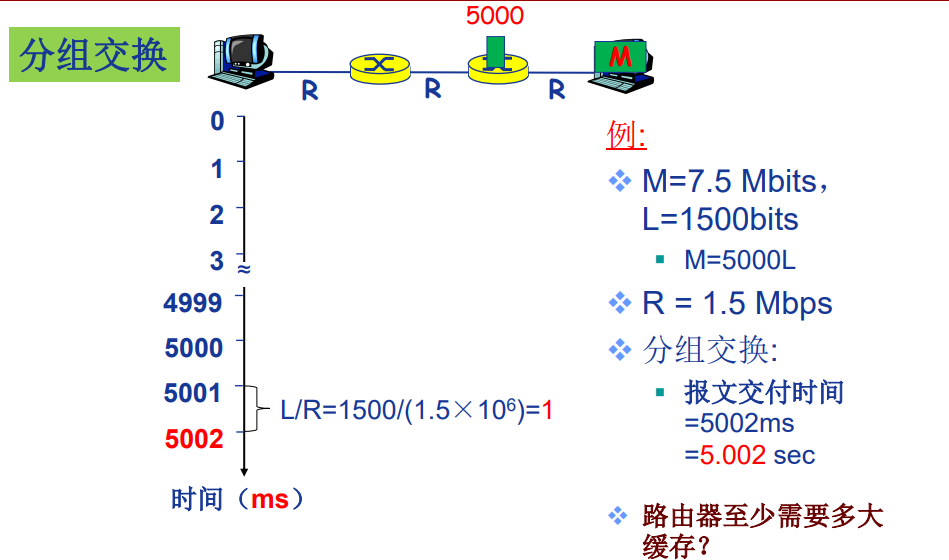 5000
分组交换
M
R
R
R
0
1
2
3
≈
4999
5000
5001
5002
L/R=1500/(1.5×10⁶)=1
时间（ms）
例:
M=7.5 Mbits，
L=1500bits
M=5000L
R = 1.5 Mbps
分组交换:
报文交付时间
=5002ms
=5.002 sec
路由器至少需要多大
缓存？